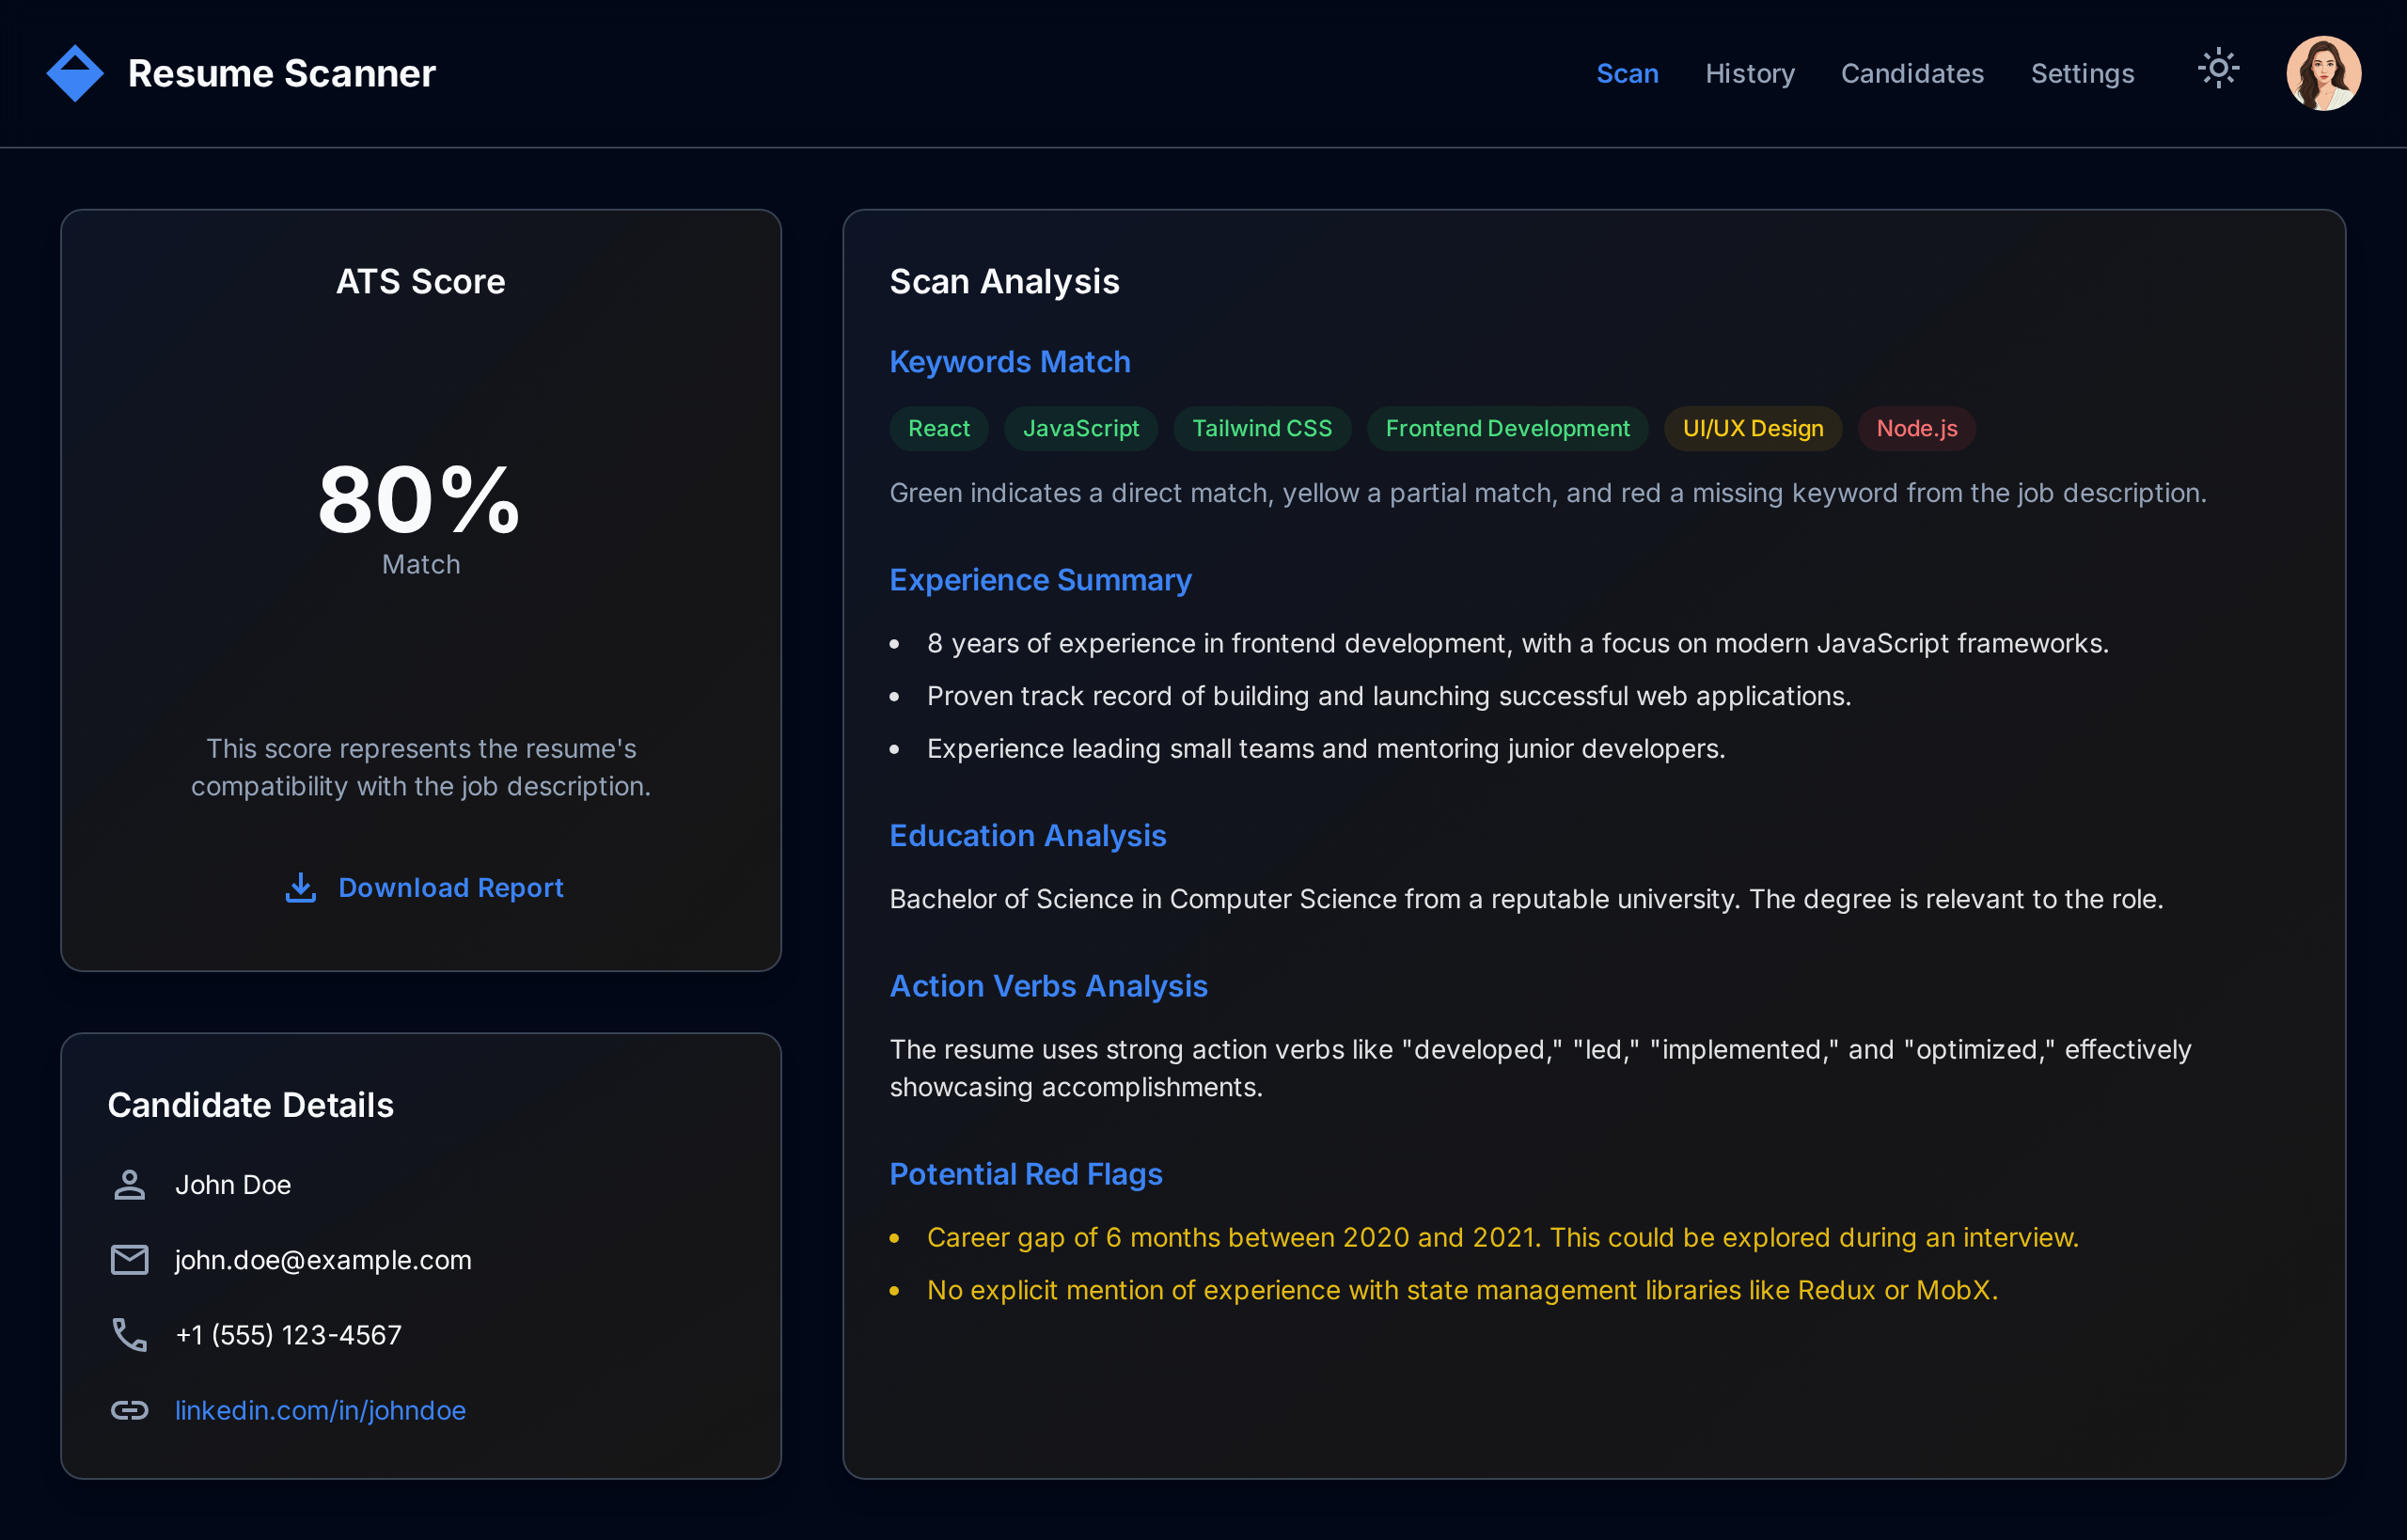 Resume Scanner
Scan
History
Candidates
Settings
ATS Score
80%
Match
This score represents the resume's
compatibility with the job description.
Download Report
Candidate Details
John Doe
john.doe@example.com
+1 (555) 123-4567
linkedin.com/in/johndoe
Scan Analysis
Keywords Match
React
JavaScript
Tailwind CSS
Frontend Development
UI/UX Design
Node.js
Green indicates a direct match, yellow a partial match, and red a missing keyword from the job description.
Experience Summary
• 8 years of experience in frontend development, with a focus on modern JavaScript frameworks.
• Proven track record of building and launching successful web applications.
• Experience leading small teams and mentoring junior developers.
Education Analysis
Bachelor of Science in Computer Science from a reputable university. The degree is relevant to the role.
Action Verbs Analysis
The resume uses strong action verbs like "developed," "led," "implemented," and "optimized," effectively
showcasing accomplishments.
Potential Red Flags
• Career gap of 6 months between 2020 and 2021. This could be explored during an interview.
• No explicit mention of experience with state management libraries like Redux or MobX.